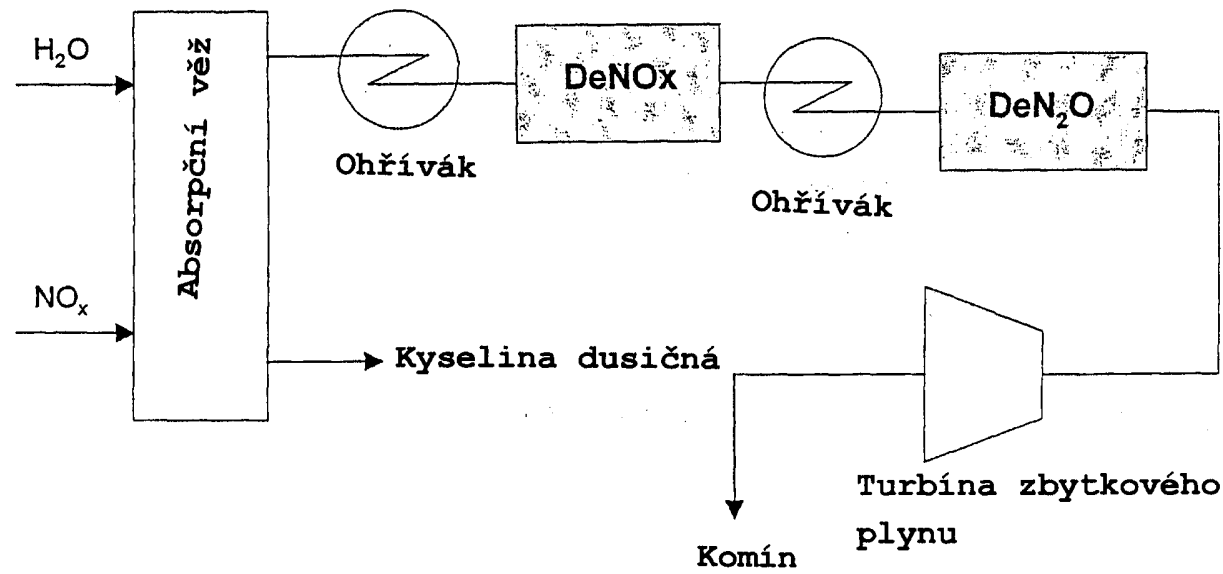 H₂O
Absorpční věž
NOₓ
Ohřívák
DeNOx
Ohřívák
DeN₂O
Kyselina dusičná
Turbína zbytkového
plynu
Komín